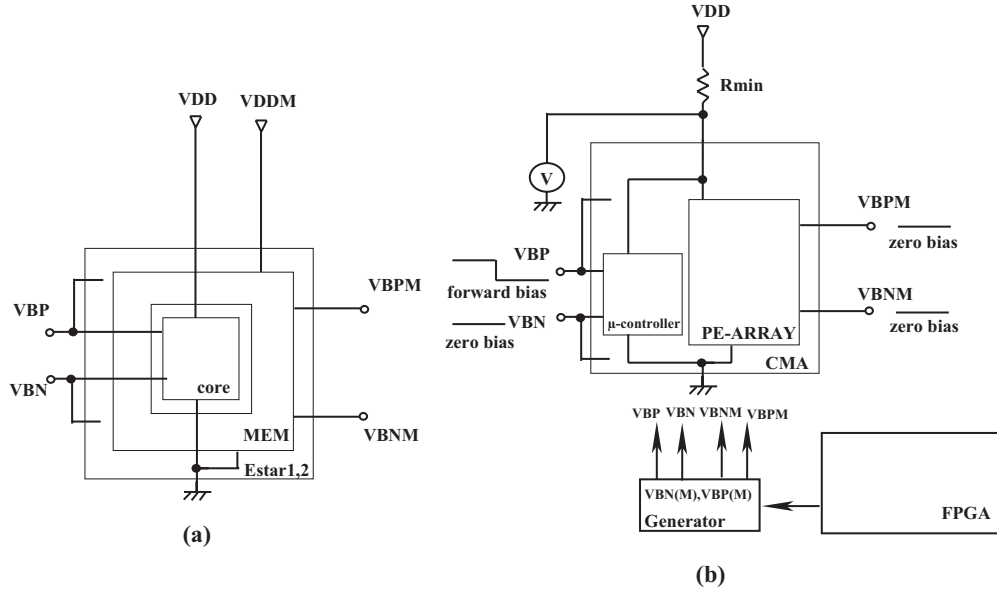 VDD
VDDM
VBP
VBN
VBPM
VBNM
core
MEM
Estar1,2
(a)
VDD
Rmin
V
VBP
forward bias
VBN
zero bias
μ-controller
PE-ARRAY
CMA
VBPM
zero bias
VBNM
zero bias
VBP VBN VBNM VBPM
VBN(M),VBP(M)
Generator
FPGA
(b)